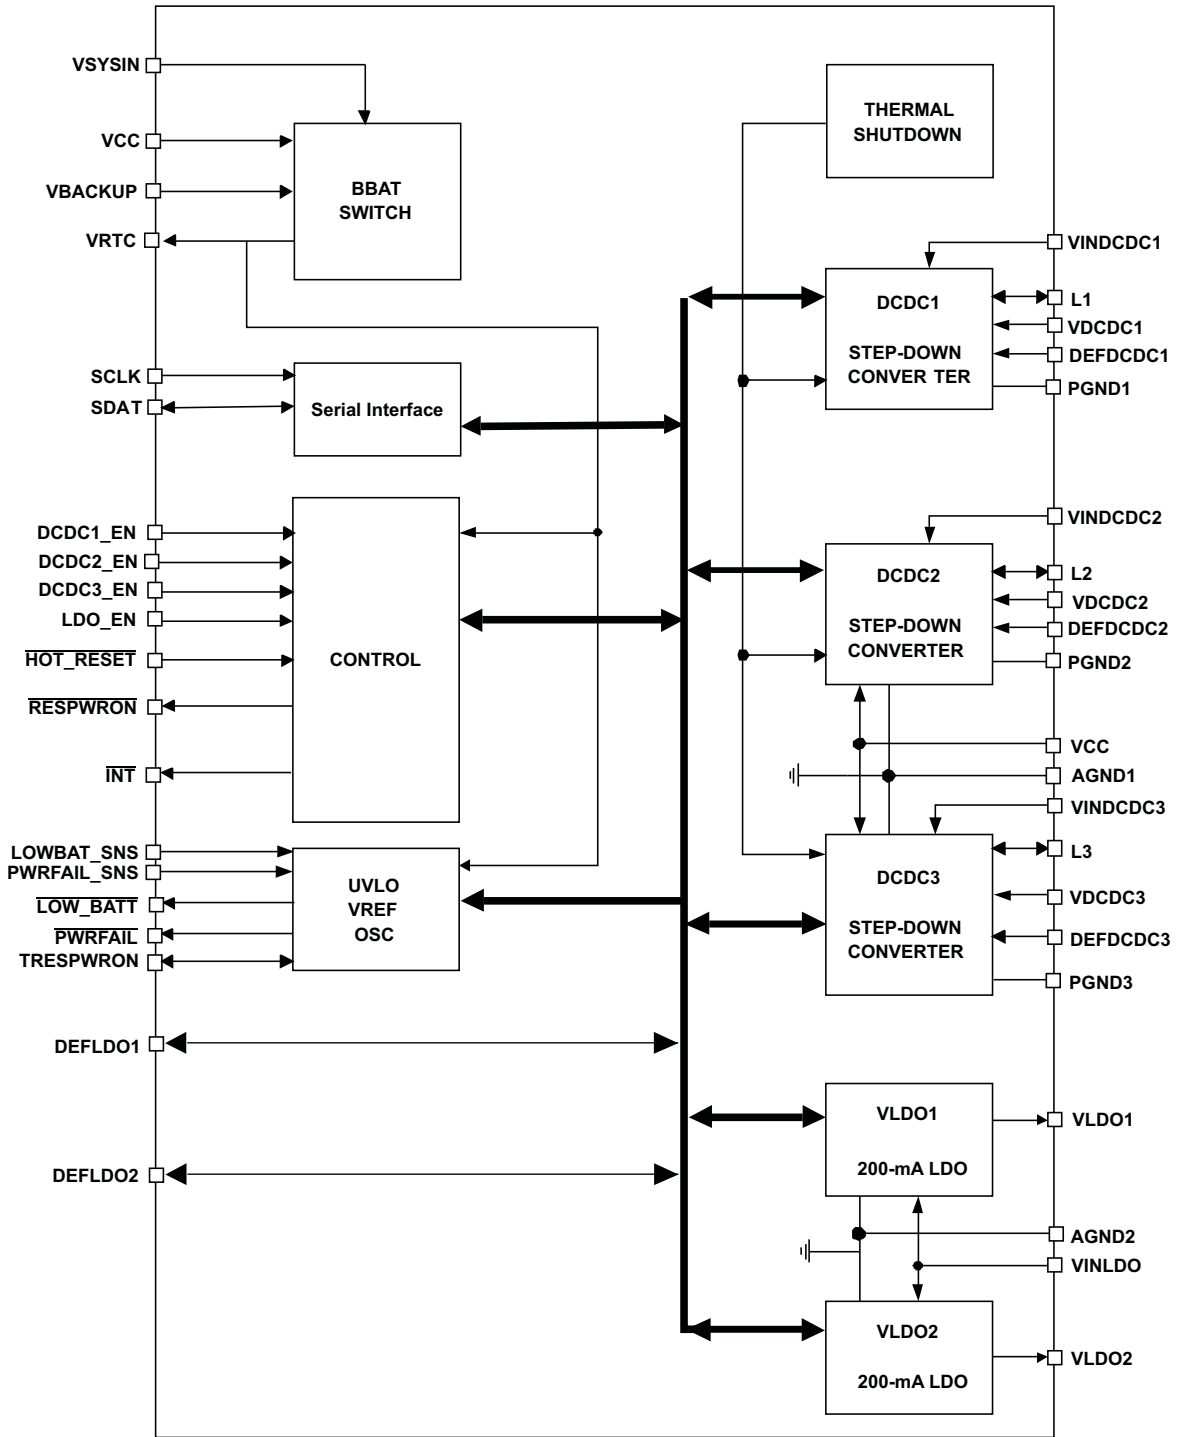 VSYSIN
VCC
VBACKUP
VRTC
BBAT
SWITCH
THERMAL
SHUTDOWN
SCLK
SDAT
Serial Interface
DCDC1_EN
DCDC2_EN
DCDC3_EN
LDO_EN
HOT_RESET
RESPWRON
INT
CONTROL
LOWBAT_SNS
PWRFAIL_SNS
LOW_BATT
PWRFAIL
TRESPWRON
UVLO
VREF
OSC
DEFLDO1
DEFLDO2
DCDC1
STEP-DOWN
CONVER TER
VINDCDC1
L1
VDCDC1
DEFDCDC1
PGND1
DCDC2
STEP-DOWN
CONVERTER
VINDCDC2
L2
VDCDC2
DEFDCDC2
PGND2
VCC
AGND1
VINDCDC3
DCDC3
STEP-DOWN
CONVERTER
L3
VDCDC3
DEFDCDC3
PGND3
VLDO1
200-mA LDO
VLDO1
AGND2
VINLDO
VLDO2
200-mA LDO
VLDO2